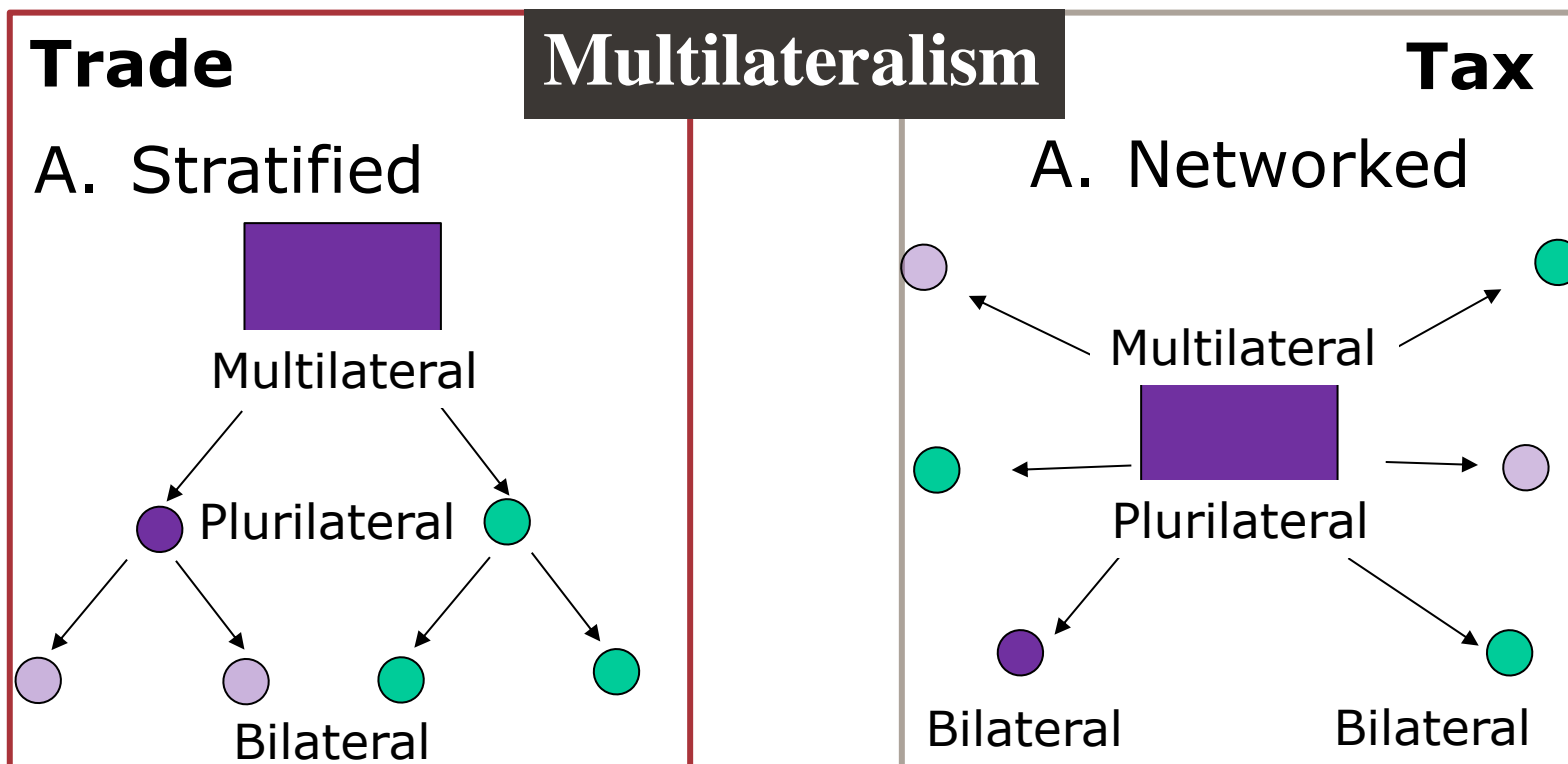 Multilateralism
Trade
A. Stratified
Multilateral
Plurilateral
Bilateral
Tax
A. Networked
Multilateral
Plurilateral
Bilateral
Bilateral